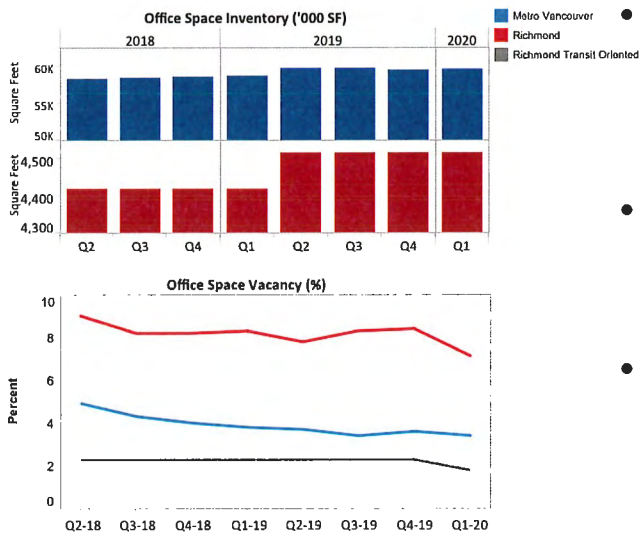 Office Space Inventory ('000 SF)
Metro Vancouver
Richmond
Richmond Transit Oriented
2018 2019 2020
Square Feet
60K
55K
50K
Square Feet
4,500
4,400
4,300
Q2 Q3 Q4 Q1 Q2 Q3 Q4 Q1
Office Space Vacancy (%)
Percent
10
8
6
4
2
0
Q2-18 Q3-18 Q4-18 Q1-19 Q2-19 Q3-19 Q4-19 Q1-20